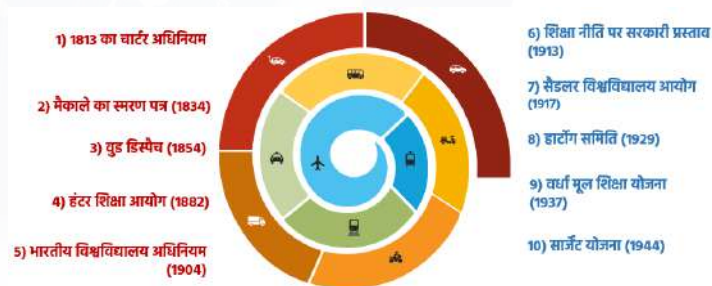 1) 1813 का चार्टर अधिनियम
2) मैकाले का स्मरण पत्र (1834)
3) वुड डिस्पैच (1854)
4) हंटर शिक्षा आयोग (1882)
5) भारतीय विश्वविद्यालय अधिनियम
(1904)
6) शिक्षा नीति पर सरकारी प्रस्ताव
(1913)
7) सैडलर विश्वविद्यालय आयोग
(1917)
8) हार्टोग समिति (1929)
9) वर्धा मूल शिक्षा योजना
(1937)
10) सार्जेंट योजना (1944)